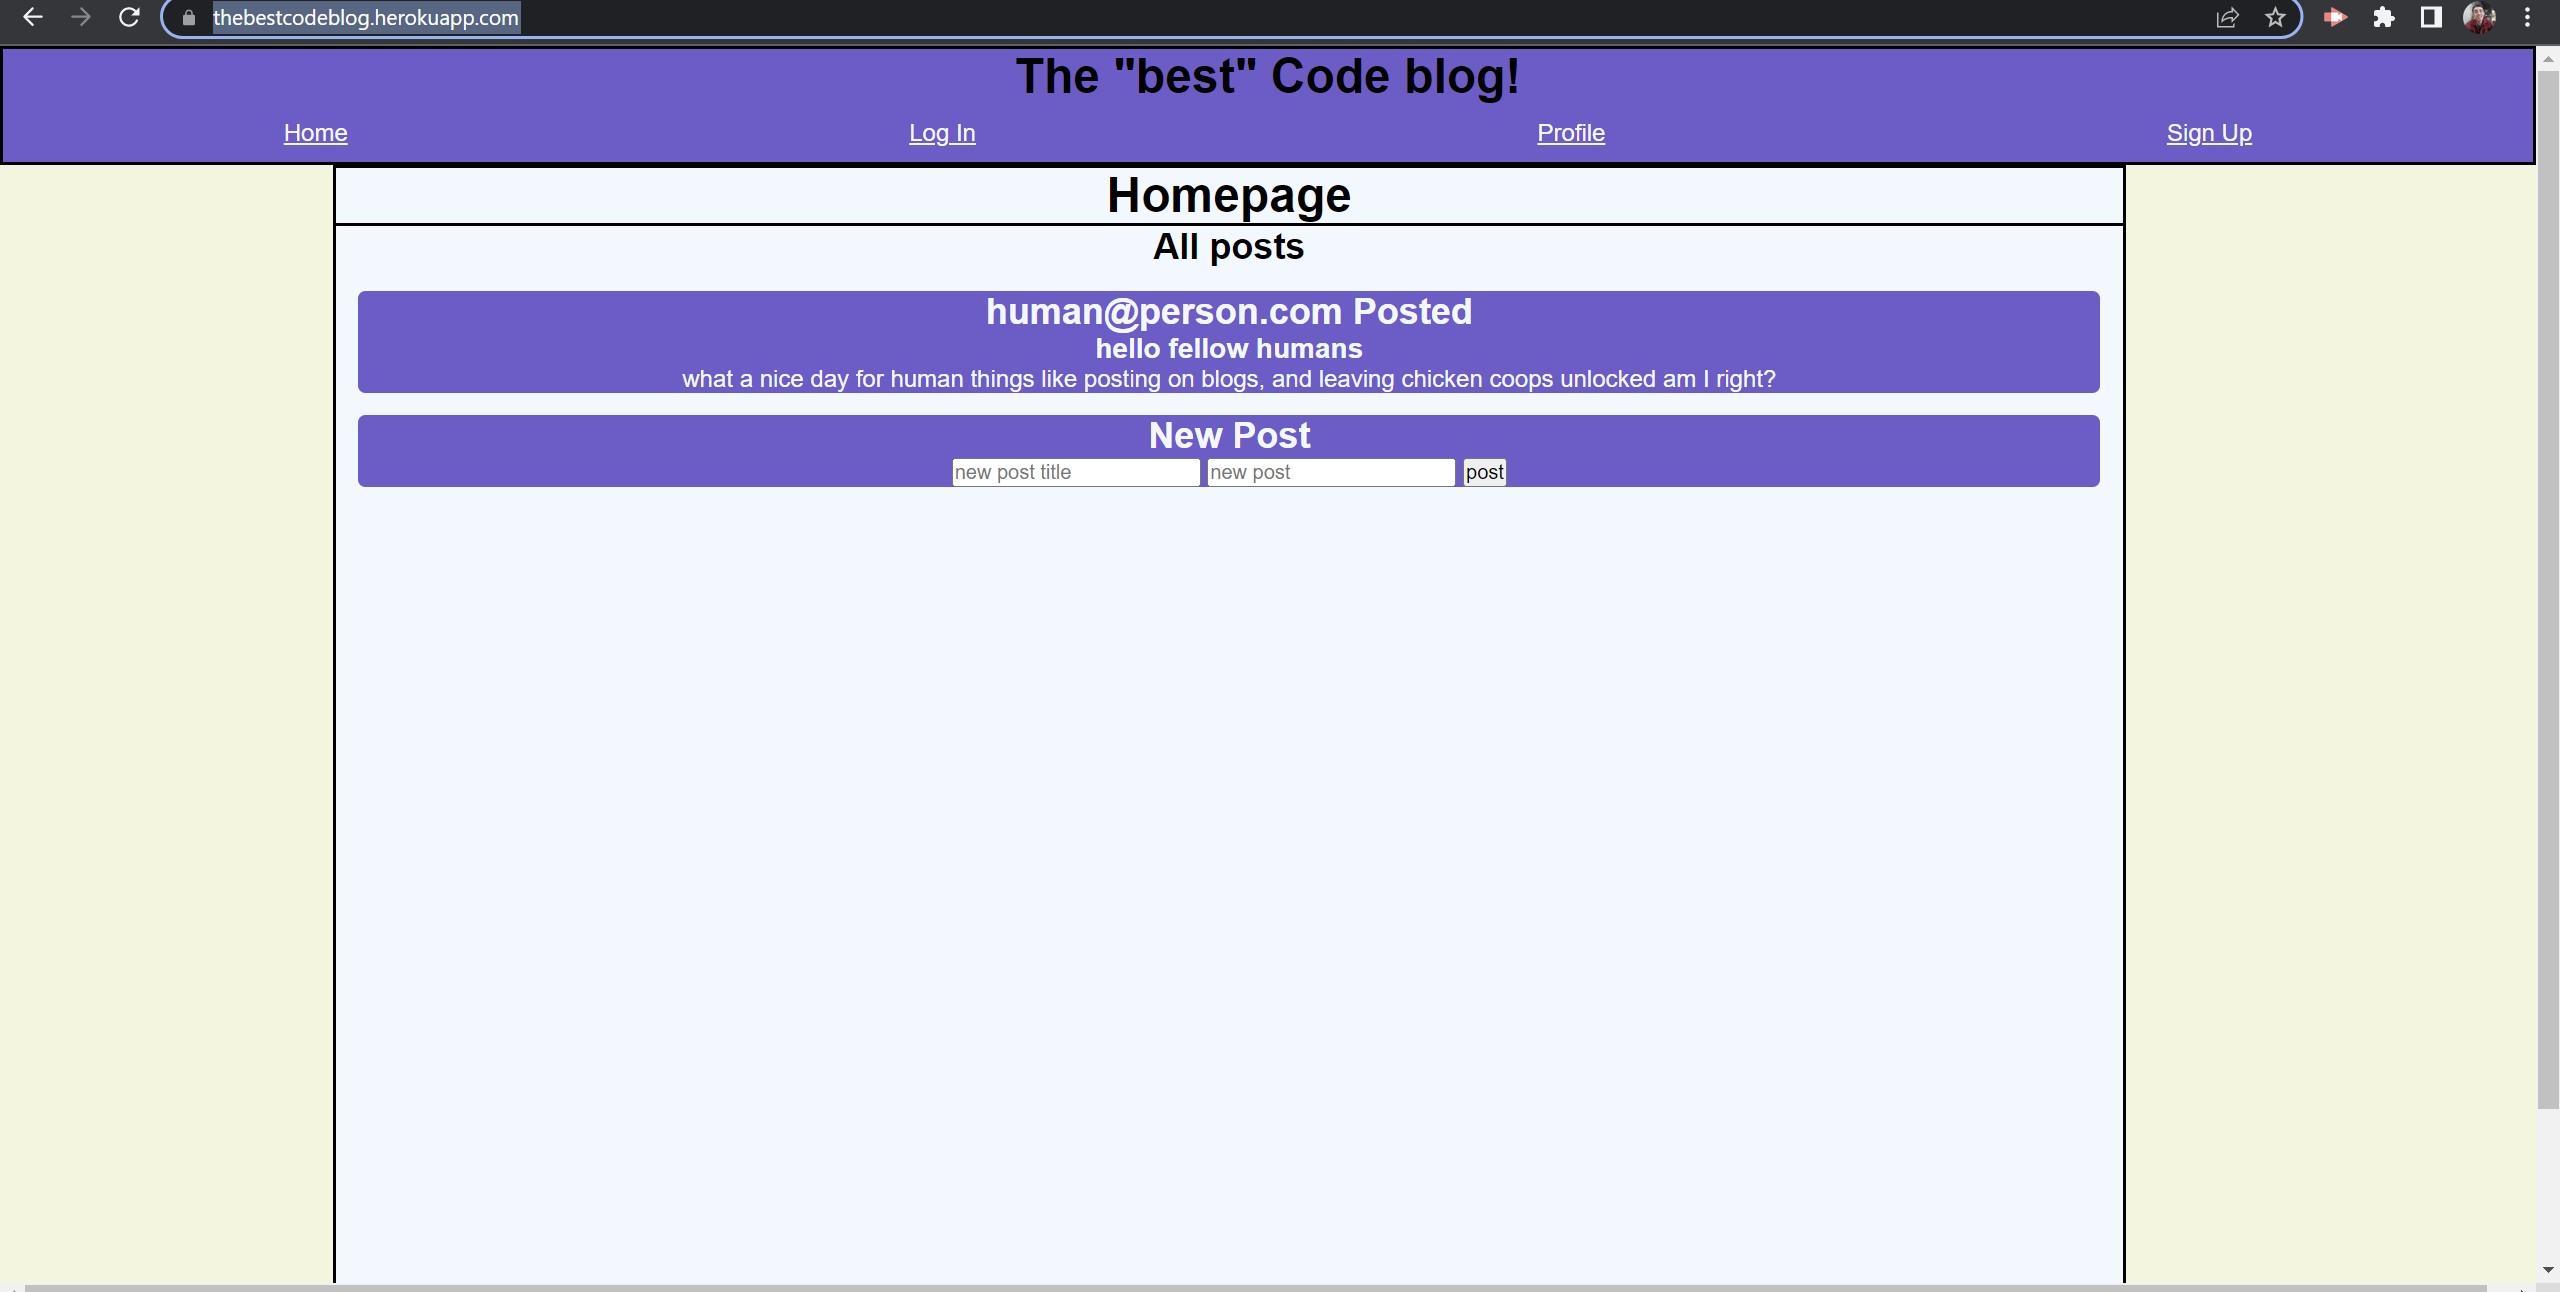 thebestcodeblog.herokuapp.com
The "best" Code blog!
Home Log In Profile Sign Up
Homepage
All posts
human@person.com Posted
hello fellow humans
what a nice day for human things like posting on blogs, and leaving chicken coops unlocked am I right?
New Post
new post title new post post